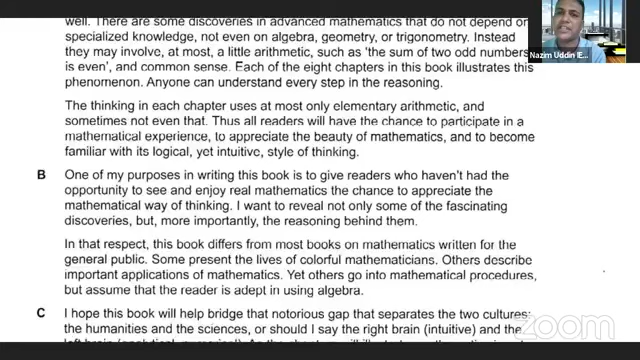 well. There are some discoveries in advanced mathematics that do not depend on
specialized knowledge, not even on algebra, geometry, or trigonometry. Instead
they may involve, at most, a little arithmetic, such as 'the sum of two odd numbers
is even', and common sense. Each of the eight chapters in this book illustrates this
phenomenon. Anyone can understand every step in the reasoning.
The thinking in each chapter uses at most only elementary arithmetic, and
sometimes not even that. Thus all readers will have the chance to participate in a
mathematical experience, to appreciate the beauty of mathematics, and to become
familiar with its logical, yet intuitive, style of thinking.
B One of my purposes in writing this book is to give readers who haven't had the
opportunity to see and enjoy real mathematics the chance to appreciate the
mathematical way of thinking. I want to reveal not only some of the fascinating
discoveries, but, more importantly, the reasoning behind them.
In that respect, this book differs from most books on mathematics written for the
general public. Some present the lives of colorful mathematicians. Others describe
important applications of mathematics. Yet others go into mathematical procedures,
but assume that the reader is adept in using algebra.
C I hope this book will help bridge that notorious gap that separates the two cultures:
the humanities and the sciences, or should I say the right brain (intuitive) and the
Nazim Uddin IE...
zoom